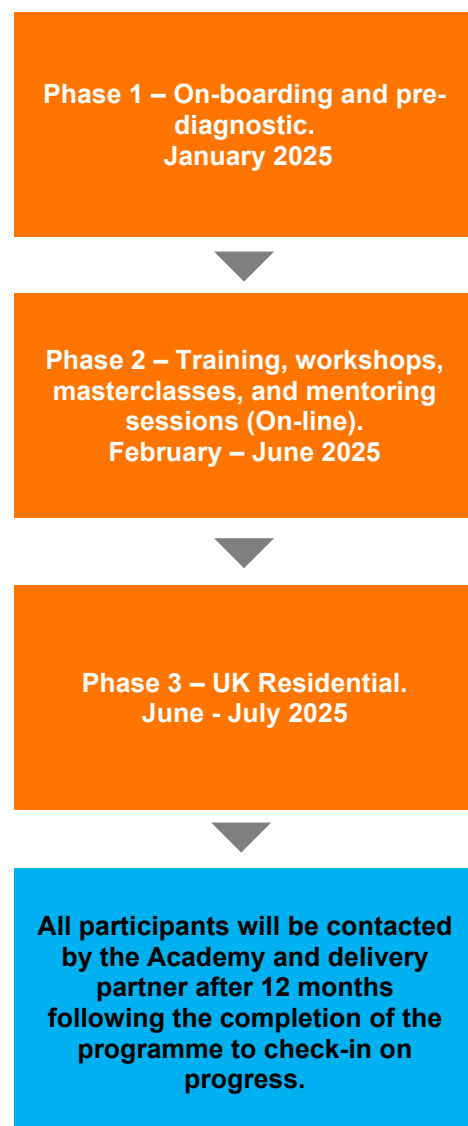 Phase 1 – On-boarding and pre-
diagnostic.
January 2025
Phase 2 – Training, workshops,
masterclasses, and mentoring
sessions (On-line).
February – June 2025
Phase 3 – UK Residential.
June - July 2025
All participants will be contacted
by the Academy and delivery
partner after 12 months
following the completion of the
programme to check-in on
progress.